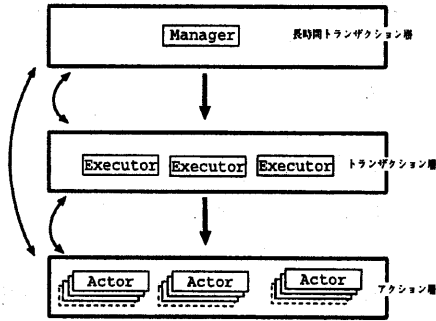 Manager
長時間トランザクション層
Executor Executor Executor
トランザクション層
Actor Actor Actor
アクション層